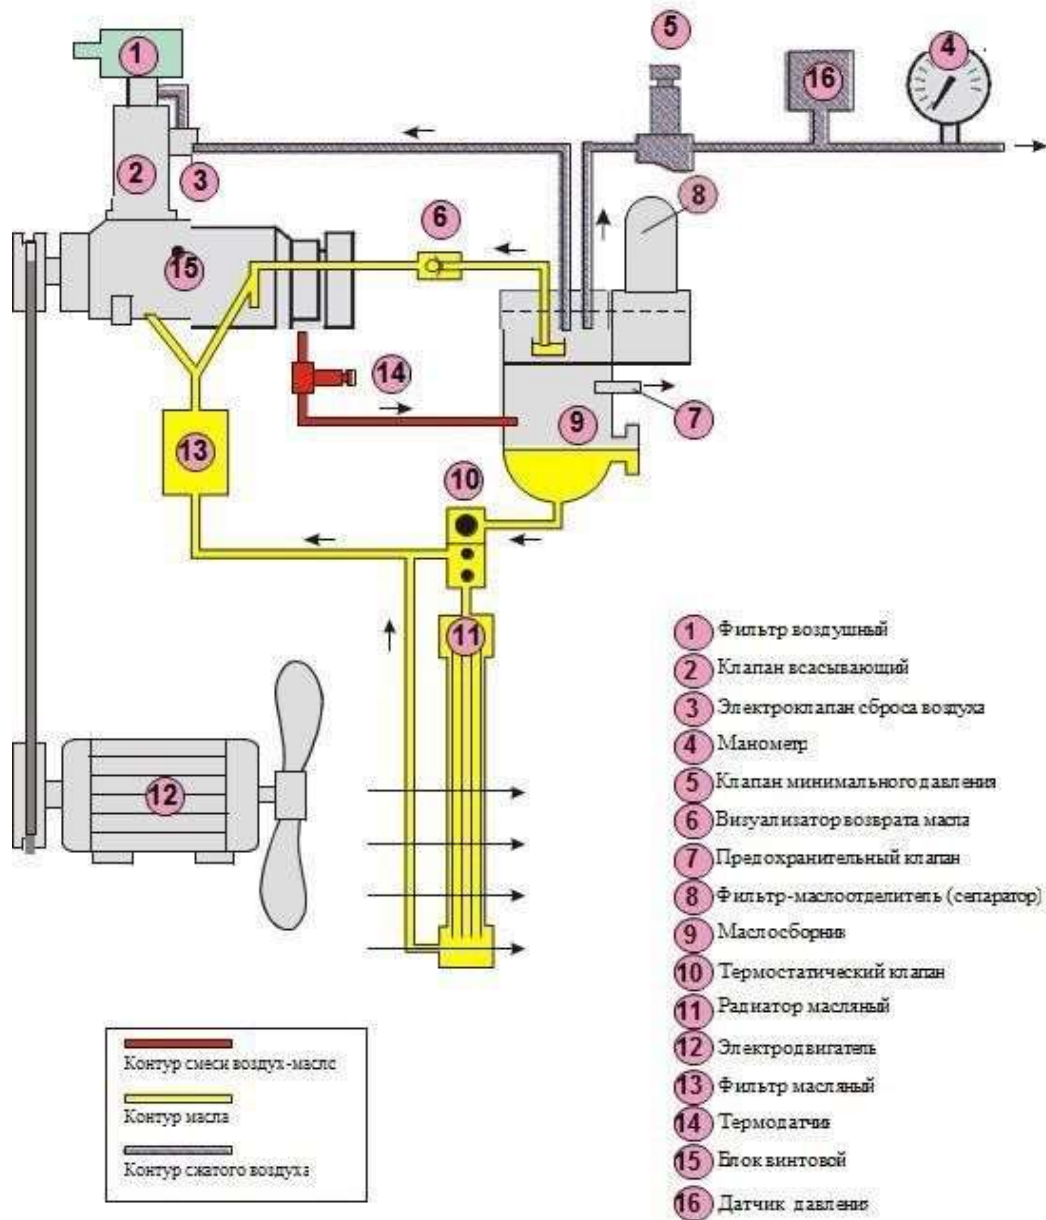 5
1
16
4
2
3
8
6
15
14
7
9
13
10
11
12
1 Фильтр воздушный
2 Клапан всасывающий
3 Электроклапан сброса воздуха
4 Манометр
5 Клапан минимального давления
6 Визуализатор возврата масла
7 Предохранительный клапан
8 Фильтр-маслоотделитель (сепаратор)
9 Маслосборник
10 Термостатический клапан
11 Радиатор масляный
12 Электродвигатель
13 Фильтр масляный
14 Термодатчик
15 Блок винтовой
16 Датчик давления
Контур смеси воздух-масло
Контур масла
Контур сжатого воздуха